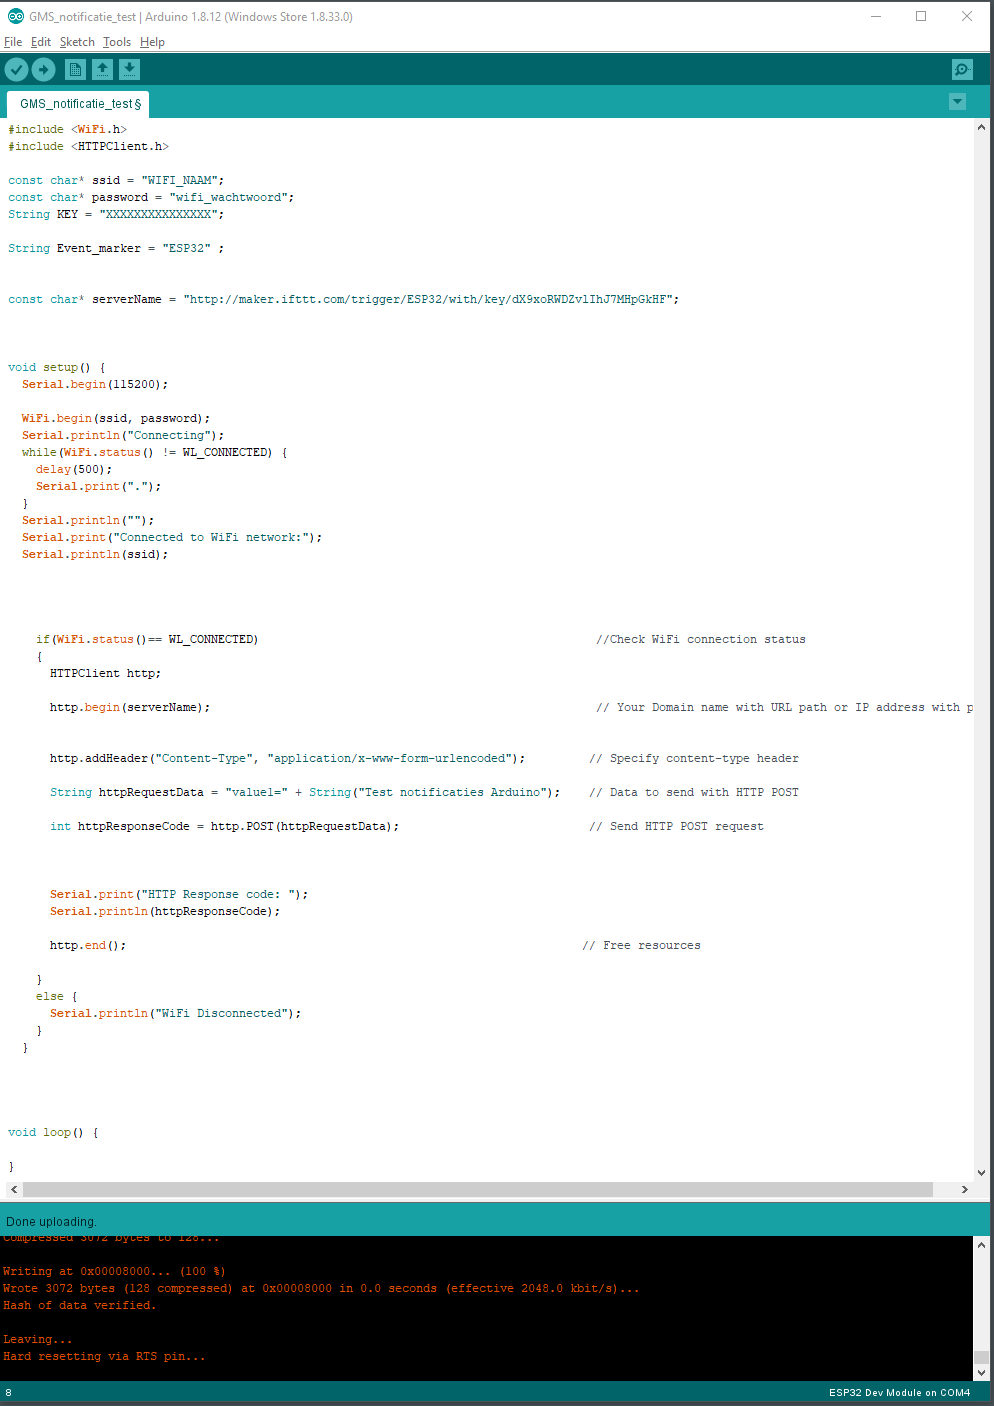 GMS_notificatie_test | Arduino 1.8.12 (Windows Store 1.8.33.0)
File Edit Sketch Tools Help
GMS_notificatie_test §
#include <WiFi.h>
#include <HTTPClient.h>
const char* ssid = "WIFI_NAAM";
const char* password = "wifi_wachtwoord";
String KEY = "XXXXXXXXXXXXXXX";
String Event_marker = "ESP32" ;
const char* serverName = "http://maker.ifttt.com/trigger/ESP32/with/key/dX9xoRWDZvlIhJ7MHpGkHF";
void setup() {
Serial.begin(115200);
WiFi.begin(ssid, password);
Serial.println("Connecting");
while(WiFi.status() != WL_CONNECTED) {
delay(500);
Serial.print(".");
}
Serial.println("");
Serial.print("Connected to WiFi network:");
Serial.println(ssid);
if(WiFi.status()== WL_CONNECTED) //Check WiFi connection status
{
HTTPClient http;
http.begin(serverName); // Your Domain name with URL path or IP address with p
http.addHeader("Content-Type", "application/x-www-form-urlencoded"); // Specify content-type header
String httpRequestData = "value1=" + String("Test notificaties Arduino"); // Data to send with HTTP POST
int httpResponseCode = http.POST(httpRequestData); // Send HTTP POST request
Serial.print("HTTP Response code: ");
Serial.println(httpResponseCode);
http.end(); // Free resources
}
else {
Serial.println("WiFi Disconnected");
}
}
void loop() {
}
Done uploading.
Compressed 3072 bytes to 128...
Writing at 0x00008000... (100 %)
Wrote 3072 bytes (128 compressed) at 0x00008000 in 0.0 seconds (effective 2048.0 kbit/s)...
Hash of data verified.
Leaving...
Hard resetting via RTS pin...
8 ESP32 Dev Module on COM4